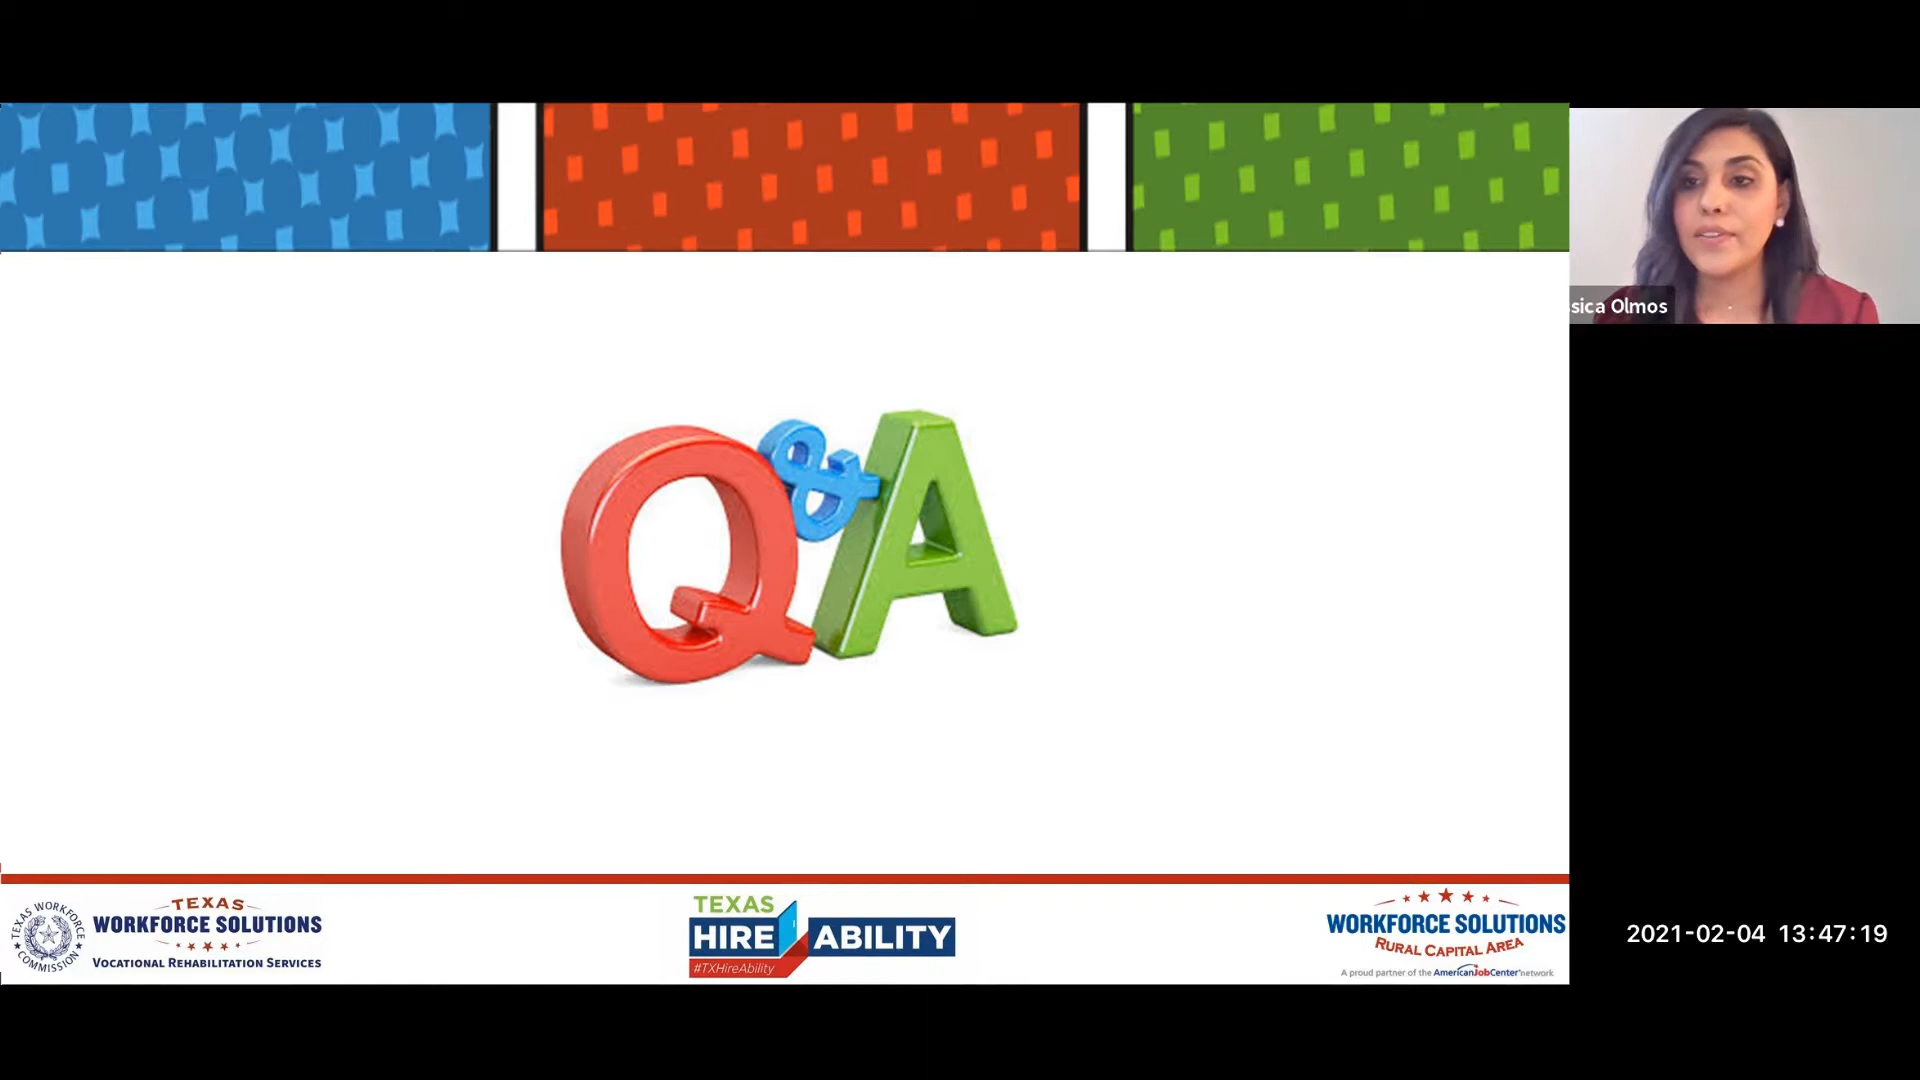 sica Olmos
Q&A
TEXAS WORKFORCE COMMISSION
TEXAS
WORKFORCE SOLUTIONS
VOCATIONAL REHABILITATION SERVICES
TEXAS
HIRE ABILITY
#TXHireAbility
WORKFORCE SOLUTIONS
RURAL CAPITAL AREA
A proud partner of the AmericanJobCenter network
2021-02-04 13:47:19